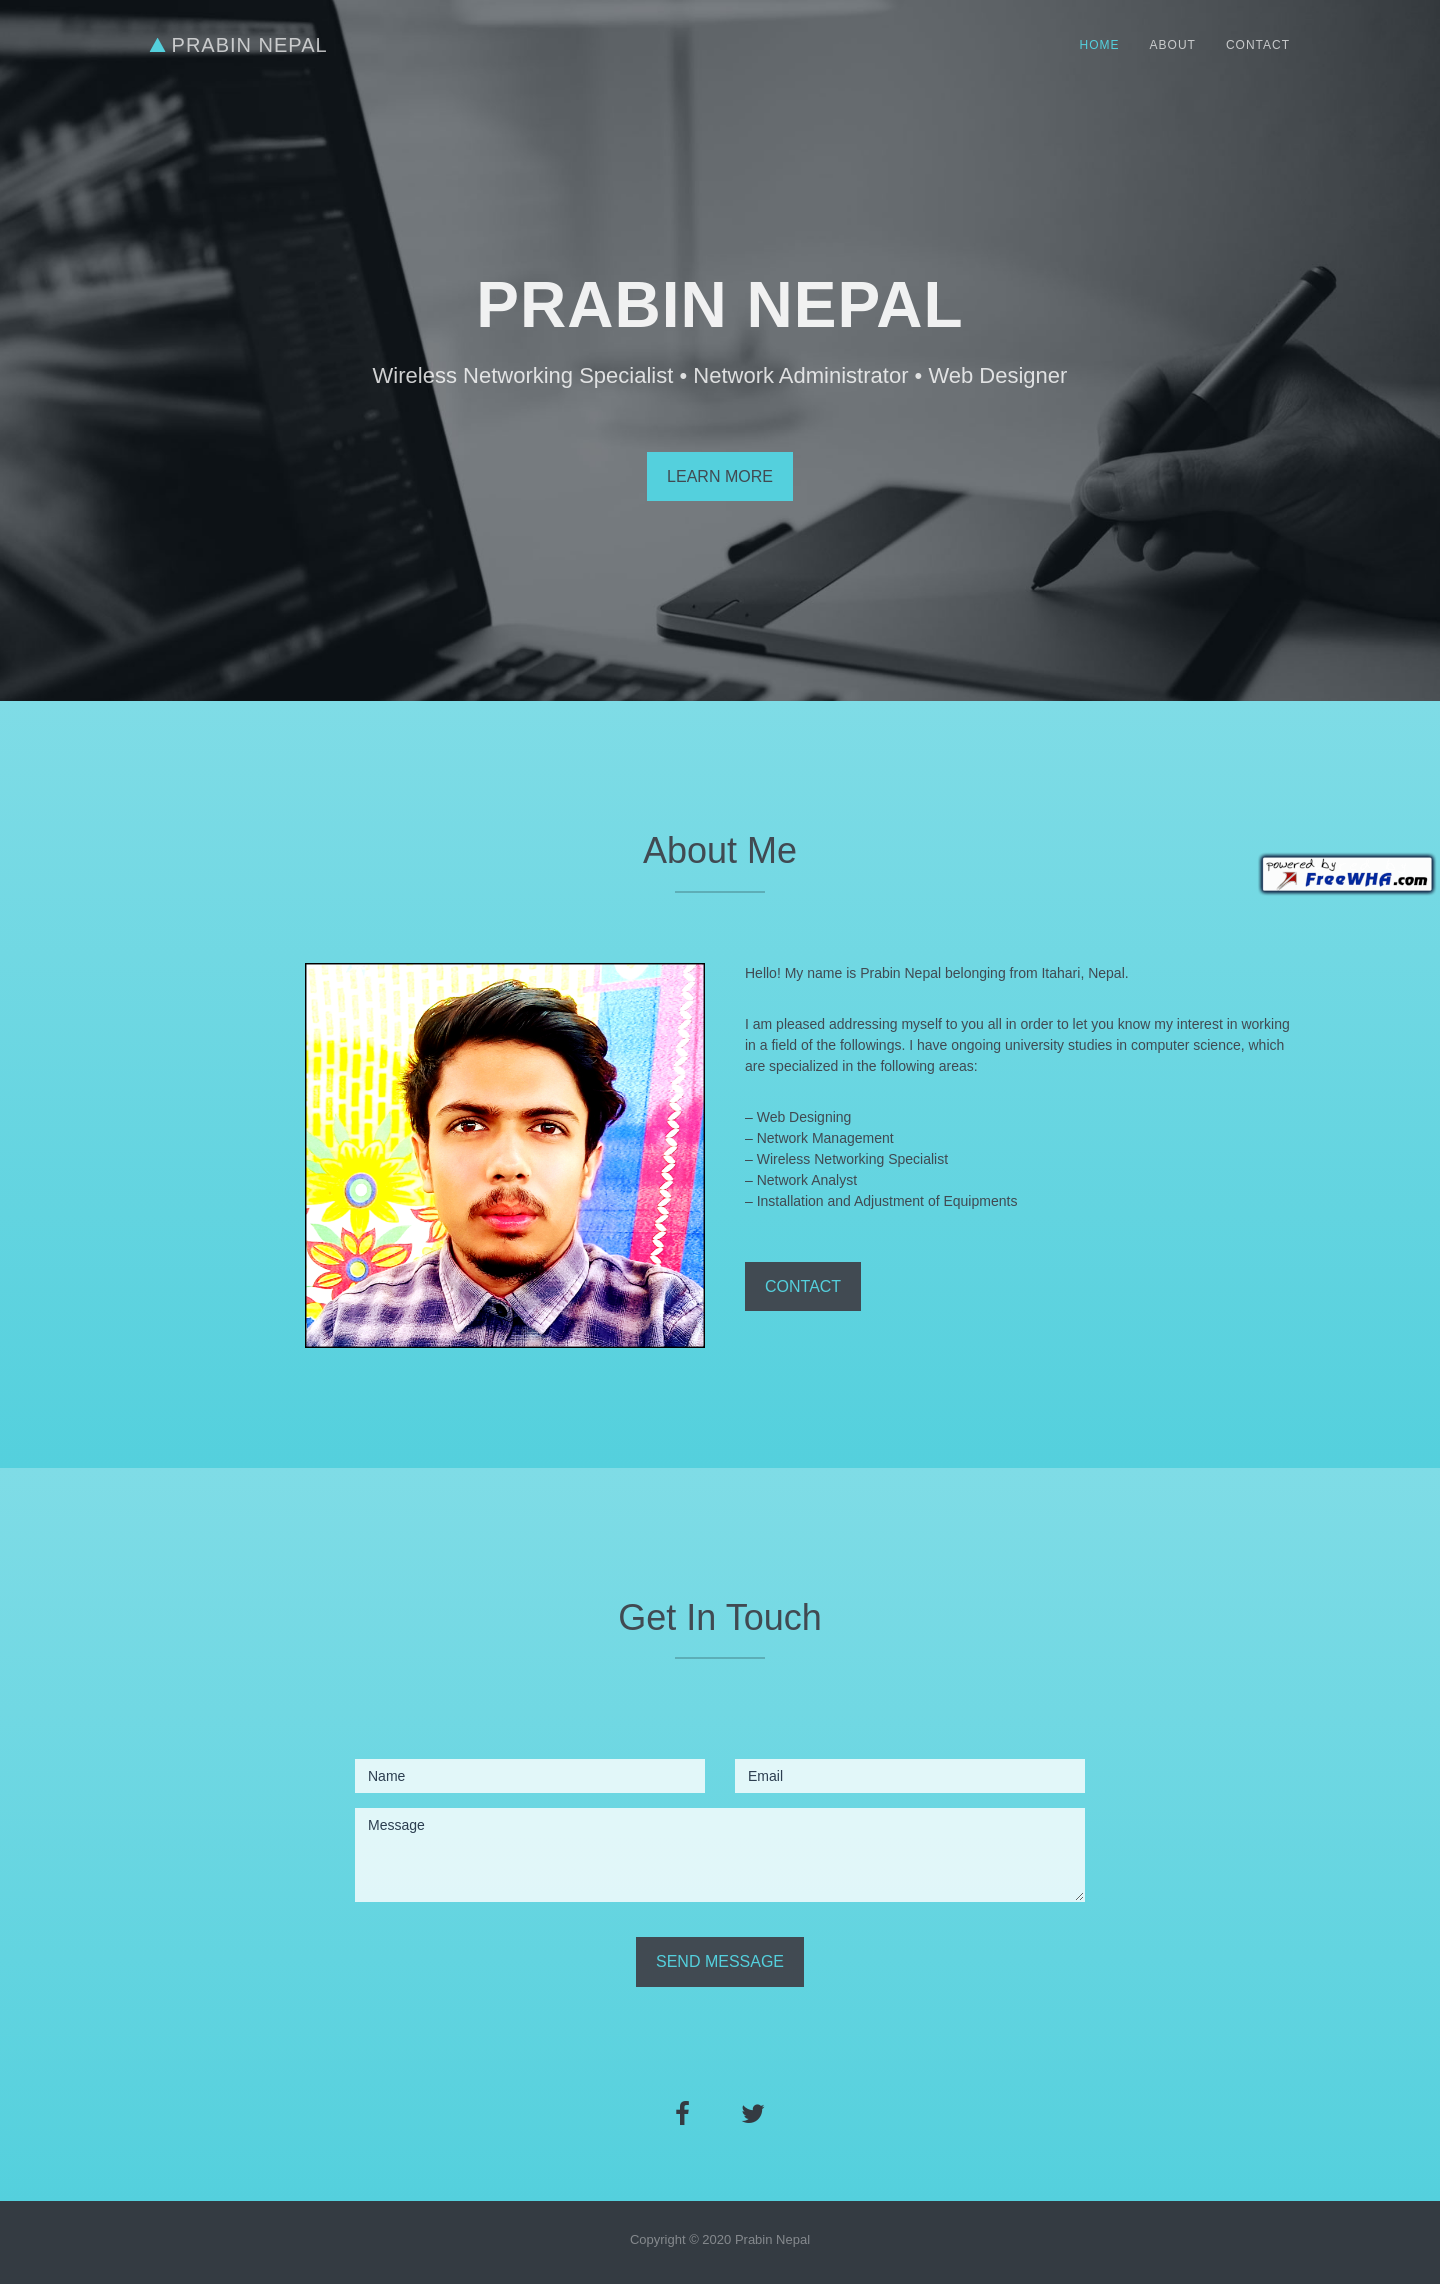 PRABIN NEPAL
HOME ABOUT CONTACT
PRABIN NEPAL
Wireless Networking Specialist • Network Administrator • Web Designer
LEARN MORE
About Me
powered by
FreeWHA.com
Hello! My name is Prabin Nepal belonging from Itahari, Nepal.
I am pleased addressing myself to you all in order to let you know my interest in working
in a field of the followings. I have ongoing university studies in computer science, which
are specialized in the following areas:
– Web Designing
– Network Management
– Wireless Networking Specialist
– Network Analyst
– Installation and Adjustment of Equipments
CONTACT
Get In Touch
Name
Email
Message
SEND MESSAGE
Copyright © 2020 Prabin Nepal